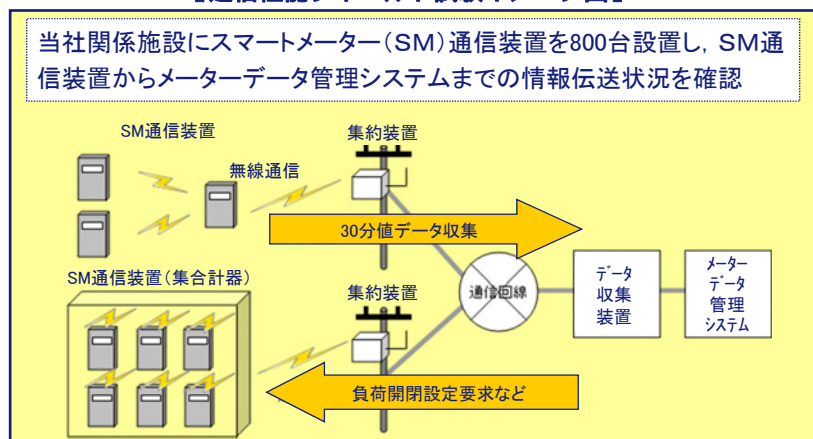 当社関係施設にスマートメーター(SM)通信装置を800台設置し,SM通
信装置からメーターデータ管理システムまでの情報伝送状況を確認
SM通信装置
集約装置
無線通信
30分値データ収集
SM通信装置(集合計器)
集約装置
通信回線
データ
収集
装置
メーター
データ
管理
システム
負荷開閉設定要求など